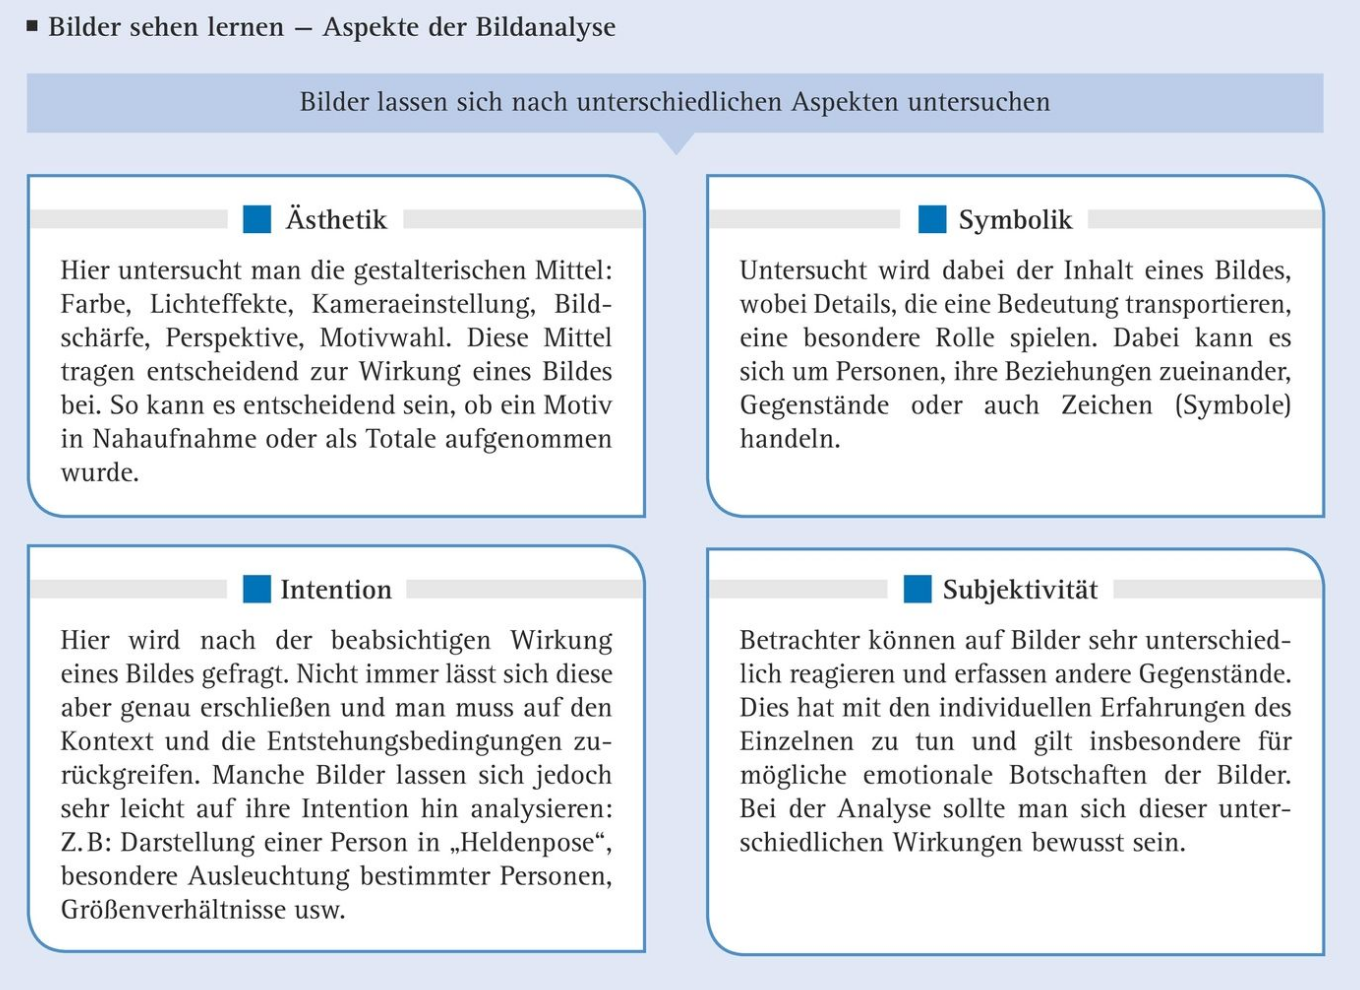 Bilder sehen lernen – Aspekte der Bildanalyse
Bilder lassen sich nach unterschiedlichen Aspekten untersuchen
Ästhetik
Hier untersucht man die gestalterischen Mittel:
Farbe, Lichteffekte, Kameraeinstellung, Bild-
schärfe, Perspektive, Motivwahl. Diese Mittel
tragen entscheidend zur Wirkung eines Bildes
bei. So kann es entscheidend sein, ob ein Motiv
in Nahaufnahme oder als Totale aufgenommen
wurde.
Symbolik
Untersucht wird dabei der Inhalt eines Bildes,
wobei Details, die eine Bedeutung transportieren,
eine besondere Rolle spielen. Dabei kann es
sich um Personen, ihre Beziehungen zueinander,
Gegenstände oder auch Zeichen (Symbole)
handeln.
Intention
Hier wird nach der beabsichtigen Wirkung
eines Bildes gefragt. Nicht immer lässt sich diese
aber genau erschließen und man muss auf den
Kontext und die Entstehungsbedingungen zu-
rückgreifen. Manche Bilder lassen sich jedoch
sehr leicht auf ihre Intention hin analysieren:
Z.B: Darstellung einer Person in „Heldenpose“,
besondere Ausleuchtung bestimmter Personen,
Größenverhältnisse usw.
Subjektivität
Betrachter können auf Bilder sehr unterschied-
lich reagieren und erfassen andere Gegenstände.
Dies hat mit den individuellen Erfahrungen des
Einzelnen zu tun und gilt insbesondere für
mögliche emotionale Botschaften der Bilder.
Bei der Analyse sollte man sich dieser unter-
schiedlichen Wirkungen bewusst sein.